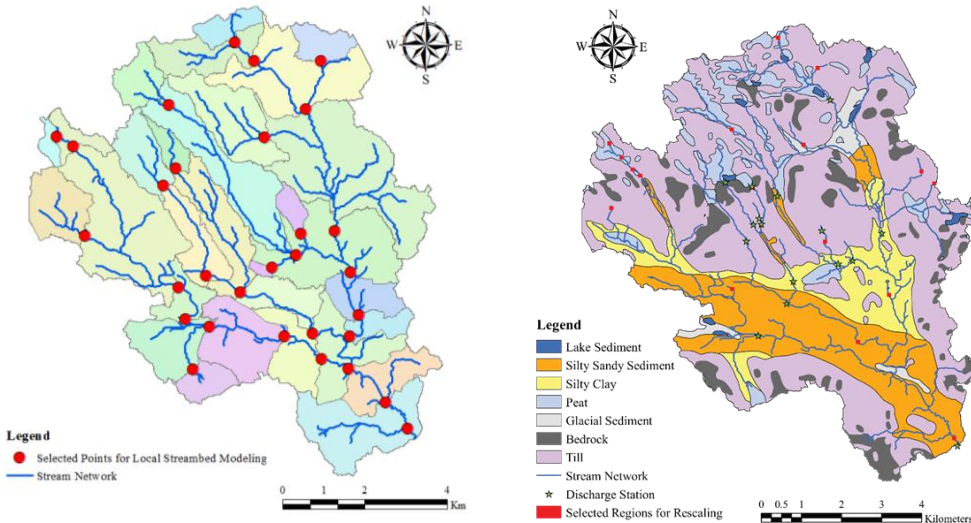 N
W E
S
Legend
Selected Points for Local Streambed Modeling
Stream Network
0 1 2 4
Km
N
W E
S
Legend
Lake Sediment
Silty Sandy Sediment
Silty Clay
Peat
Glacial Sediment
Bedrock
Till
Stream Network
Discharge Station
Selected Regions for Rescaling
0 0.5 1 2 3 4
Kilometers